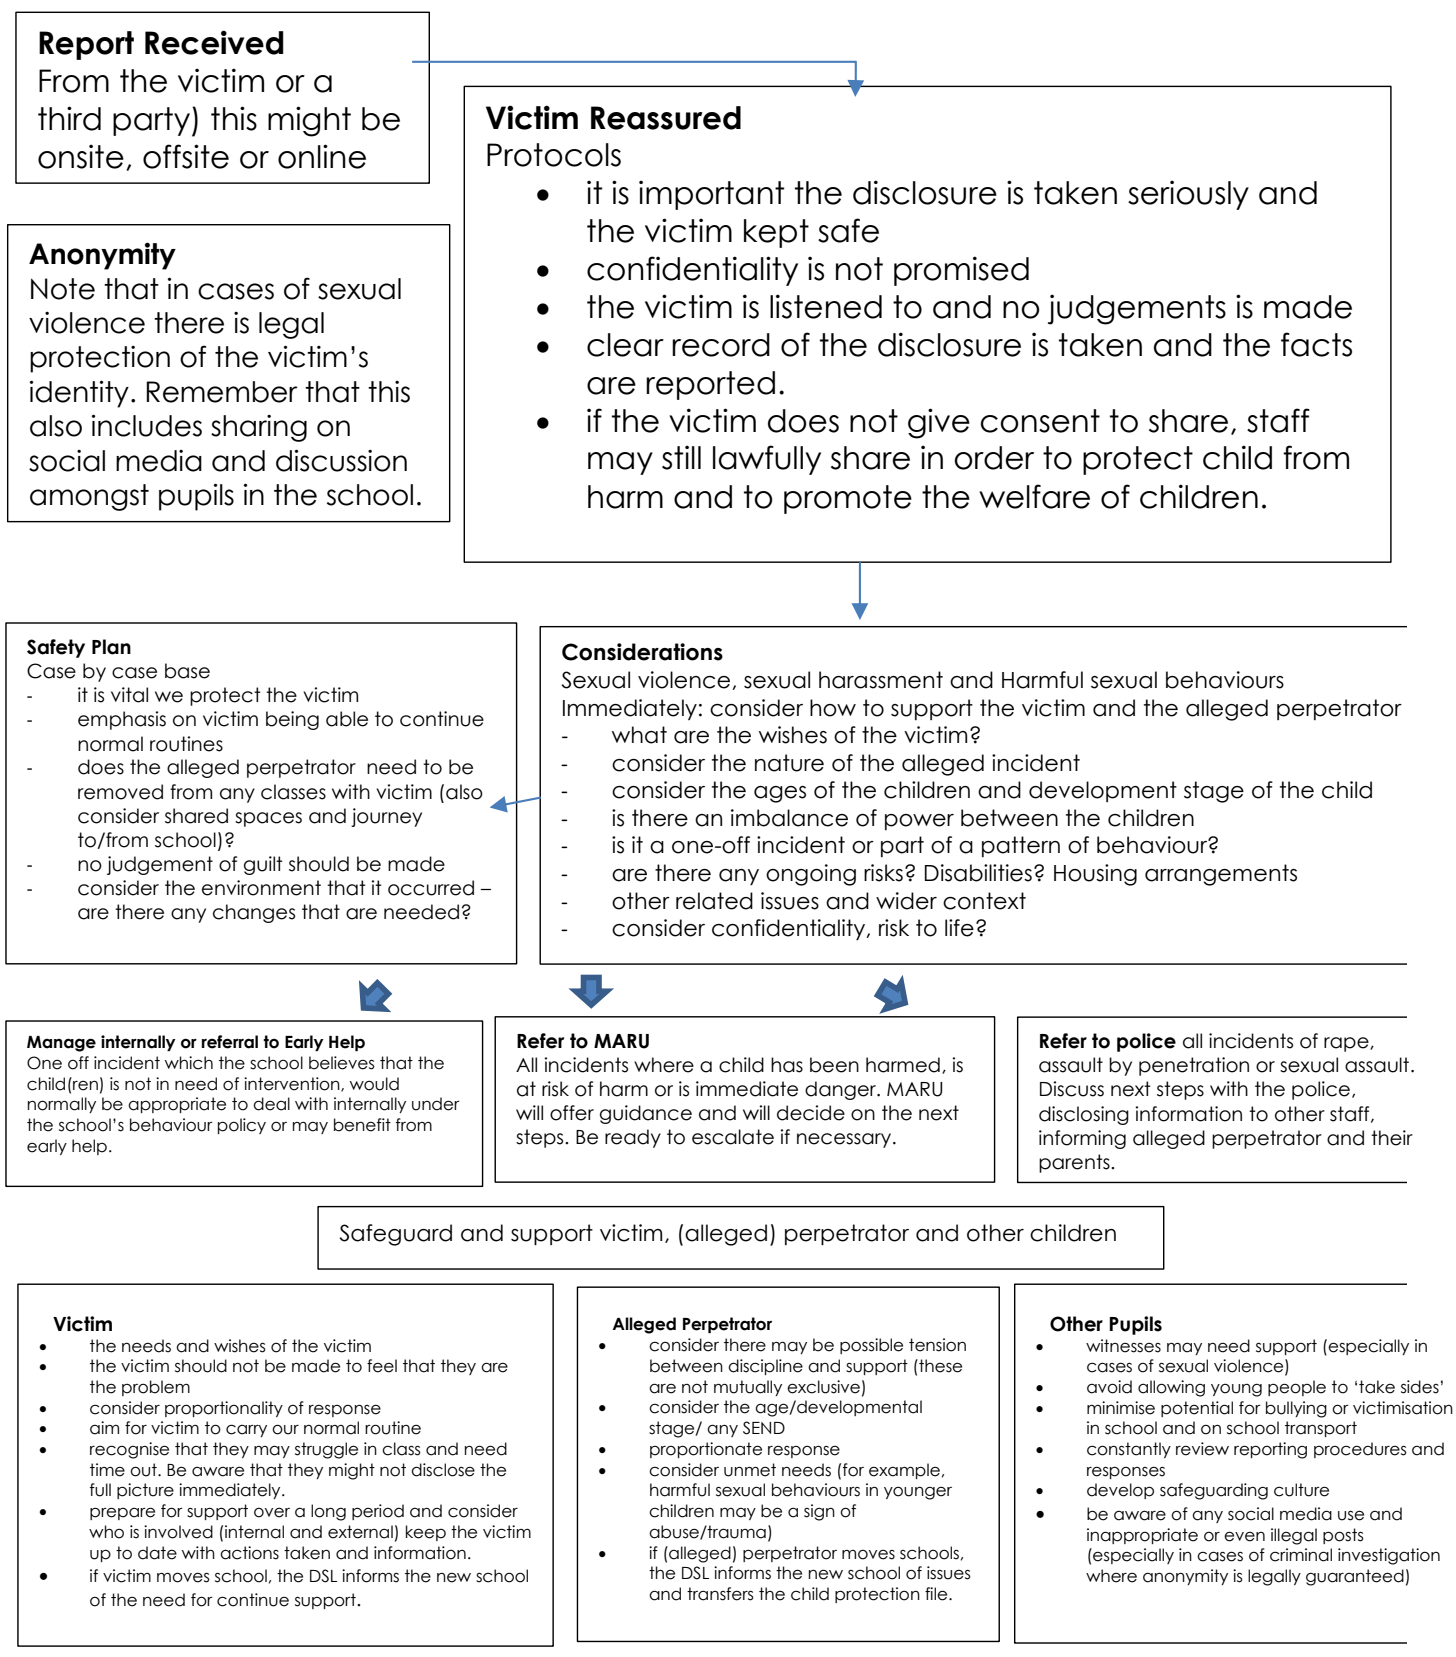 Report Received
From the victim or a
third party) this might be
onsite, offsite or online
Victim Reassured
Protocols
• it is important the disclosure is taken seriously and
the victim kept safe
• confidentiality is not promised
• the victim is listened to and no judgements is made
• clear record of the disclosure is taken and the facts
are reported.
• if the victim does not give consent to share, staff
may still lawfully share in order to protect child from
harm and to promote the welfare of children.
Anonymity
Note that in cases of sexual
violence there is legal
protection of the victim’s
identity. Remember that this
also includes sharing on
social media and discussion
amongst pupils in the school.
Safety Plan
Case by case base
- it is vital we protect the victim
- emphasis on victim being able to continue
normal routines
- does the alleged perpetrator need to be
removed from any classes with victim (also
consider shared spaces and journey
to/from school)?
- no judgement of guilt should be made
- consider the environment that it occurred –
are there any changes that are needed?
Considerations
Sexual violence, sexual harassment and Harmful sexual behaviours
Immediately: consider how to support the victim and the alleged perpetrator
- what are the wishes of the victim?
- consider the nature of the alleged incident
- consider the ages of the children and development stage of the child
- is there an imbalance of power between the children
- is it a one-off incident or part of a pattern of behaviour?
- are there any ongoing risks? Disabilities? Housing arrangements
- other related issues and wider context
- consider confidentiality, risk to life?
Manage internally or referral to Early Help
One off incident which the school believes that the
child(ren) is not in need of intervention, would
normally be appropriate to deal with internally under
the school’s behaviour policy or may benefit from
early help.
Refer to MARU
All incidents where a child has been harmed, is
at risk of harm or is immediate danger. MARU
will offer guidance and will decide on the next
steps. Be ready to escalate if necessary.
Refer to police all incidents of rape,
assault by penetration or sexual assault.
Discuss next steps with the police,
disclosing information to other staff,
informing alleged perpetrator and their
parents.
Safeguard and support victim, (alleged) perpetrator and other children
Victim
• the needs and wishes of the victim
• the victim should not be made to feel that they are
the problem
• consider proportionality of response
• aim for victim to carry our normal routine
• recognise that they may struggle in class and need
time out. Be aware that they might not disclose the
full picture immediately.
• prepare for support over a long period and consider
who is involved (internal and external) keep the victim
up to date with actions taken and information.
• if victim moves school, the DSL informs the new school
of the need for continue support.
Alleged Perpetrator
• consider there may be possible tension
between discipline and support (these
are not mutually exclusive)
• consider the age/developmental
stage/ any SEND
• proportionate response
• consider unmet needs (for example,
harmful sexual behaviours in younger
children may be a sign of
abuse/trauma)
• if (alleged) perpetrator moves schools,
the DSL informs the new school of issues
and transfers the child protection file.
Other Pupils
• witnesses may need support (especially in
cases of sexual violence)
• avoid allowing young people to ‘take sides’
• minimise potential for bullying or victimisation
in school and on school transport
• constantly review reporting procedures and
responses
• develop safeguarding culture
• be aware of any social media use and
inappropriate or even illegal posts
(especially in cases of criminal investigation
where anonymity is legally guaranteed)